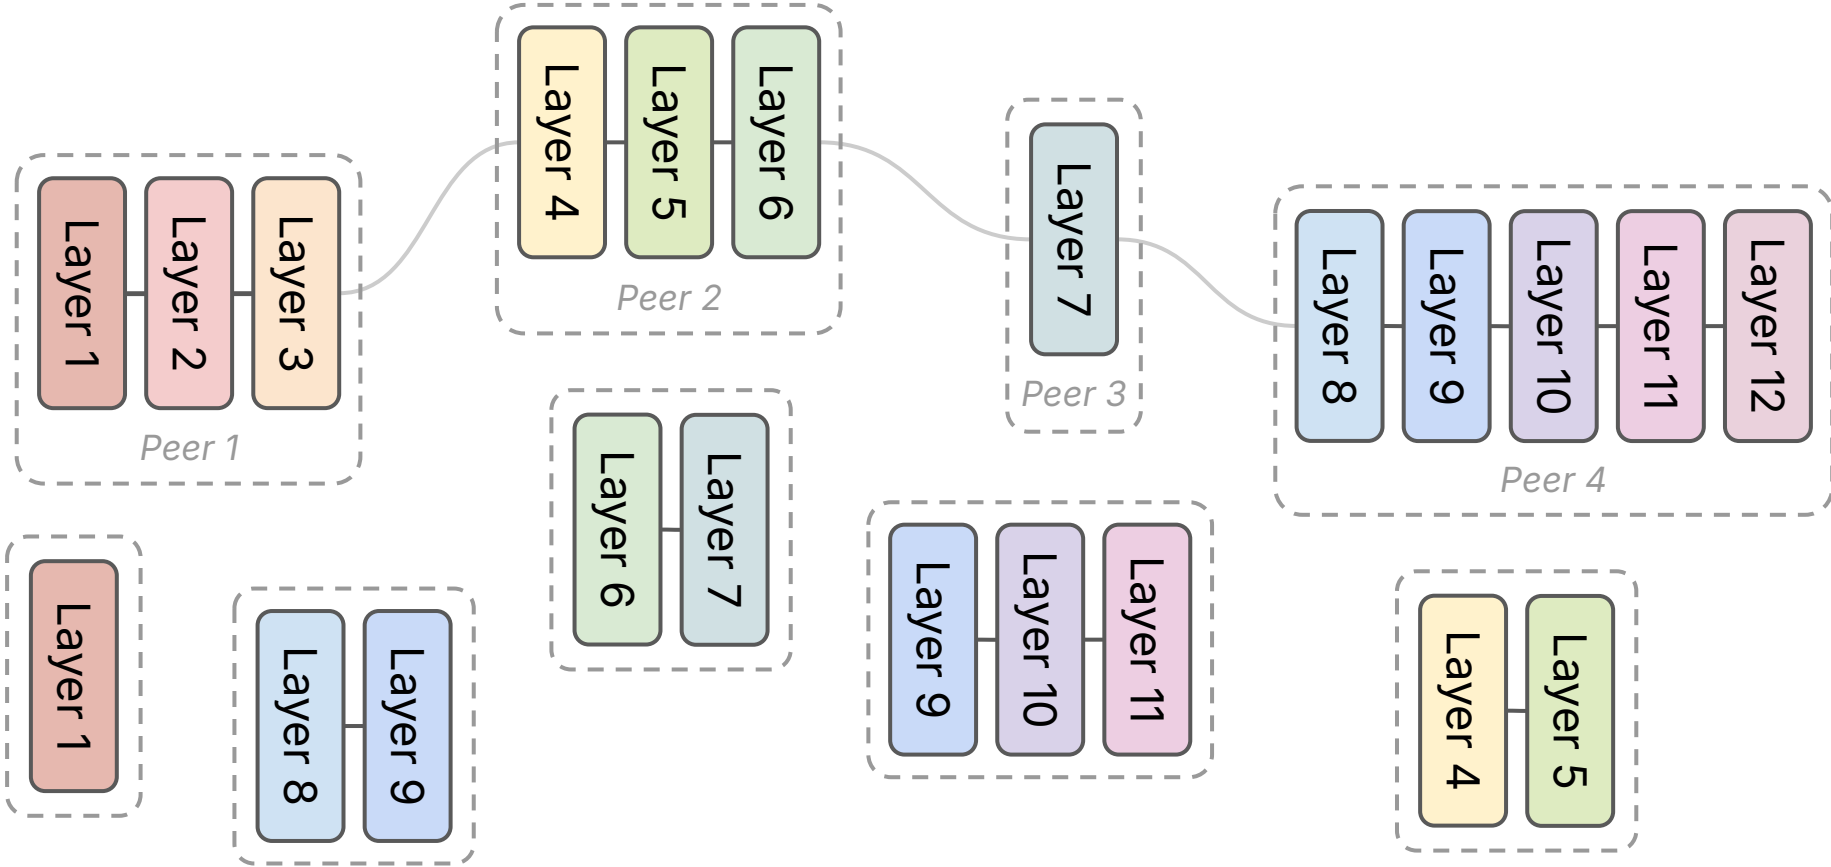 Layer 1
Layer 2
Layer 3
Peer 1
Layer 4
Layer 5
Layer 6
Peer 2
Layer 7
Peer 3
Layer 8
Layer 9
Layer 10
Layer 11
Layer 12
Peer 4
Layer 1
Layer 8
Layer 9
Layer 6
Layer 7
Layer 9
Layer 10
Layer 11
Layer 4
Layer 5